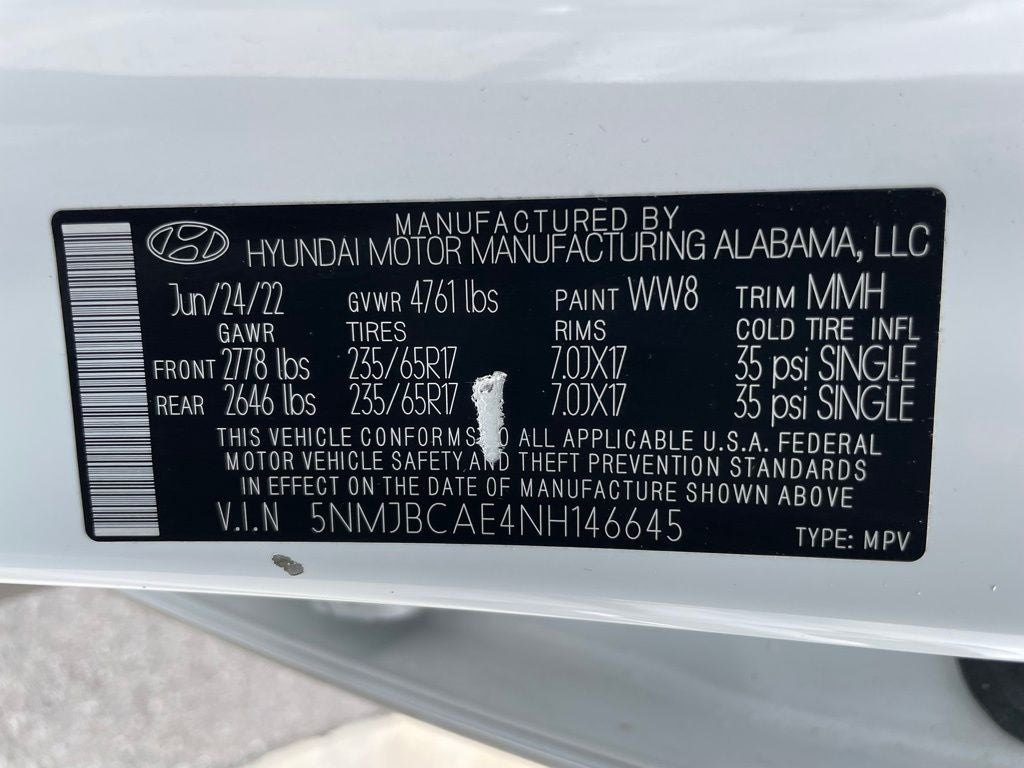 MANUFACTURED BY
HYUNDAI MOTOR MANUFACTURING ALABAMA, LLC
Jun/24/22 GVWR 4761 lbs PAINT WW8 TRIM MMH
GAWR TIRES RIMS COLD TIRE INFL
FRONT 2778 lbs 235/65R17 7.0JX17 35 psi SINGLE
REAR 2646 lbs 235/65R17 7.0JX17 35 psi SINGLE
THIS VEHICLE CONFORMS TO ALL APPLICABLE U.S.A. FEDERAL
MOTOR VEHICLE SAFETY AND THEFT PREVENTION STANDARDS
IN EFFECT ON THE DATE OF MANUFACTURE SHOWN ABOVE
V.I.N 5NMJBCAE4NH146645 TYPE: MPV